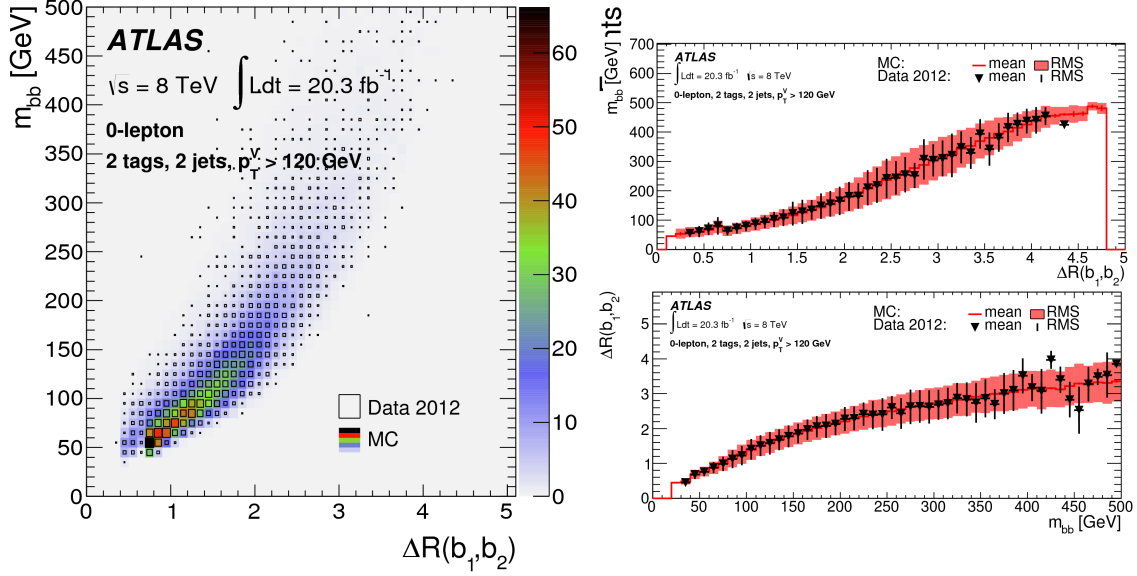 m_bb [GeV]
500
450
400
350
300
250
200
150
100
50
0
ATLAS
√s = 8 TeV ∫Ldt = 20.3 fb⁻¹
0-lepton
2 tags, 2 jets, p_T^V > 120 GeV
Data 2012
MC
0 1 2 3 4 5
ΔR(b₁,b₂)
60
50
40
30
20
10
0
nts
m_bb [GeV]
700
600
500
400
300
200
100
0
ATLAS
∫Ldt = 20.3 fb⁻¹ √s = 8 TeV
0-lepton, 2 tags, 2 jets, p_T^V > 120 GeV
MC: mean RMS
Data 2012: mean RMS
0 0.5 1 1.5 2 2.5 3 3.5 4 4.5 5
ΔR(b₁,b₂)
ΔR(b₁,b₂)
5
4
3
2
1
0
ATLAS
∫Ldt = 20.3 fb⁻¹ √s = 8 TeV
0-lepton, 2 tags, 2 jets, p_T^V > 120 GeV
MC: mean RMS
Data 2012: mean RMS
0 50 100 150 200 250 300 350 400 450 500
m_bb [GeV]